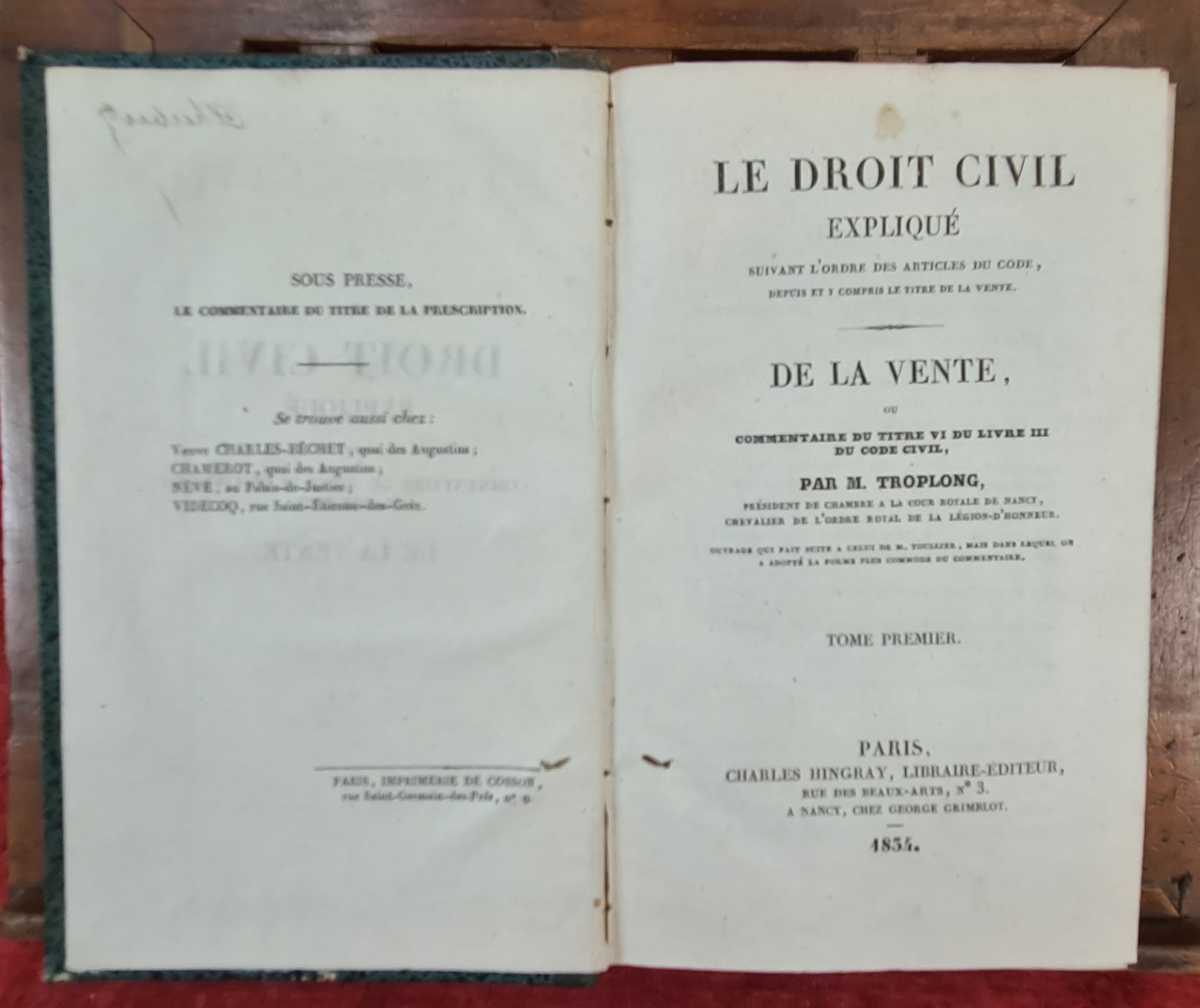 SOUS PRESSE,
LE COMMENTAIRE DU TITRE DE LA PRESCRIPTION.
Se trouve aussi chez:
Veuve CHARLES-BÉCHET, quai des Augustins;
CHAMEROT, quai des Augustins;
NÈVE, au Palais-de-Justice;
VIDECOQ, rue Saint-Étienne-des-Grès.
PARIS, IMPRIMERIE DE COSSON,
rue Saint-Germain-des-Prés, n° 9.
LE DROIT CIVIL
EXPLIQUÉ
SUIVANT L'ORDRE DES ARTICLES DU CODE,
DEPUIS ET Y COMPRIS LE TITRE DE LA VENTE.
DE LA VENTE,
OU
COMMENTAIRE DU TITRE VI DU LIVRE III
DU CODE CIVIL,
PAR M. TROPLONG,
PRÉSIDENT DE CHAMBRE A LA COUR ROYALE DE NANCY,
CHEVALIER DE L'ORDRE ROYAL DE LA LÉGION-D'HONNEUR.
OUVRAGE QUI FAIT SUITE A CELUI DE M. TOULLIER, MAIS DANS LEQUEL ON
A ADOPTÉ LA FORME PLUS COMMODE DU COMMENTAIRE.
TOME PREMIER.
PARIS,
CHARLES HINGRAY, LIBRAIRE-ÉDITEUR,
RUE DES BEAUX-ARTS, N° 3.
A NANCY, CHEZ GEORGE GRIMBLOT.
1834.